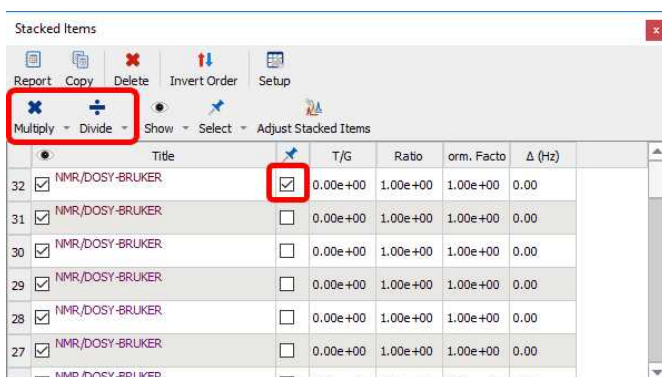 Stacked Items
x
Report Copy Delete Invert Order Setup
Multiply Divide Show Select Adjust Stacked Items
Title T/G Ratio orm. Facto Δ (Hz)
32 NMR/DOSY-BRUKER 0.00e+00 1.00e+00 1.00e+00 0.00
31 NMR/DOSY-BRUKER 0.00e+00 1.00e+00 1.00e+00 0.00
30 NMR/DOSY-BRUKER 0.00e+00 1.00e+00 1.00e+00 0.00
29 NMR/DOSY-BRUKER 0.00e+00 1.00e+00 1.00e+00 0.00
28 NMR/DOSY-BRUKER 0.00e+00 1.00e+00 1.00e+00 0.00
27 NMR/DOSY-BRUKER 0.00e+00 1.00e+00 1.00e+00 0.00
NMR/DOSY-BRUKER